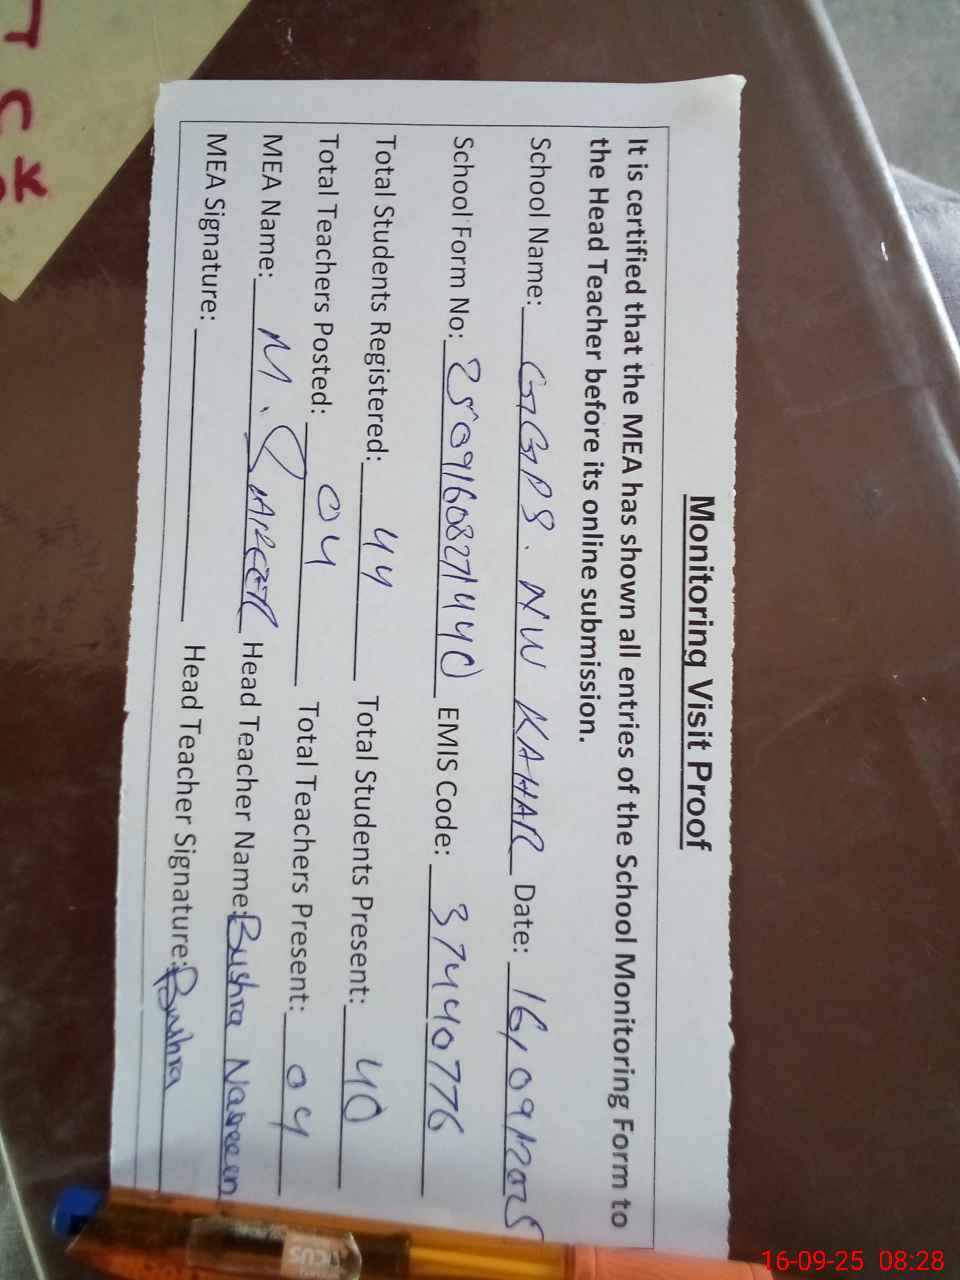 Monitoring Visit Proof
It is certified that the MEA has shown all entries of the School Monitoring Form to
the Head Teacher before its online submission.
School Name: GGPS. NW KAHAR Date: 16/09/2025
School Form No: 25091608271440 EMIS Code: 37440776
Total Students Registered: 44 Total Students Present: 40
Total Teachers Posted: 04 Total Teachers Present: 04
MEA Name: M. Head Teacher Name: Bushra Nasreen
MEA Signature: Head Teacher Signature: Bushra
16-09-25 08:28